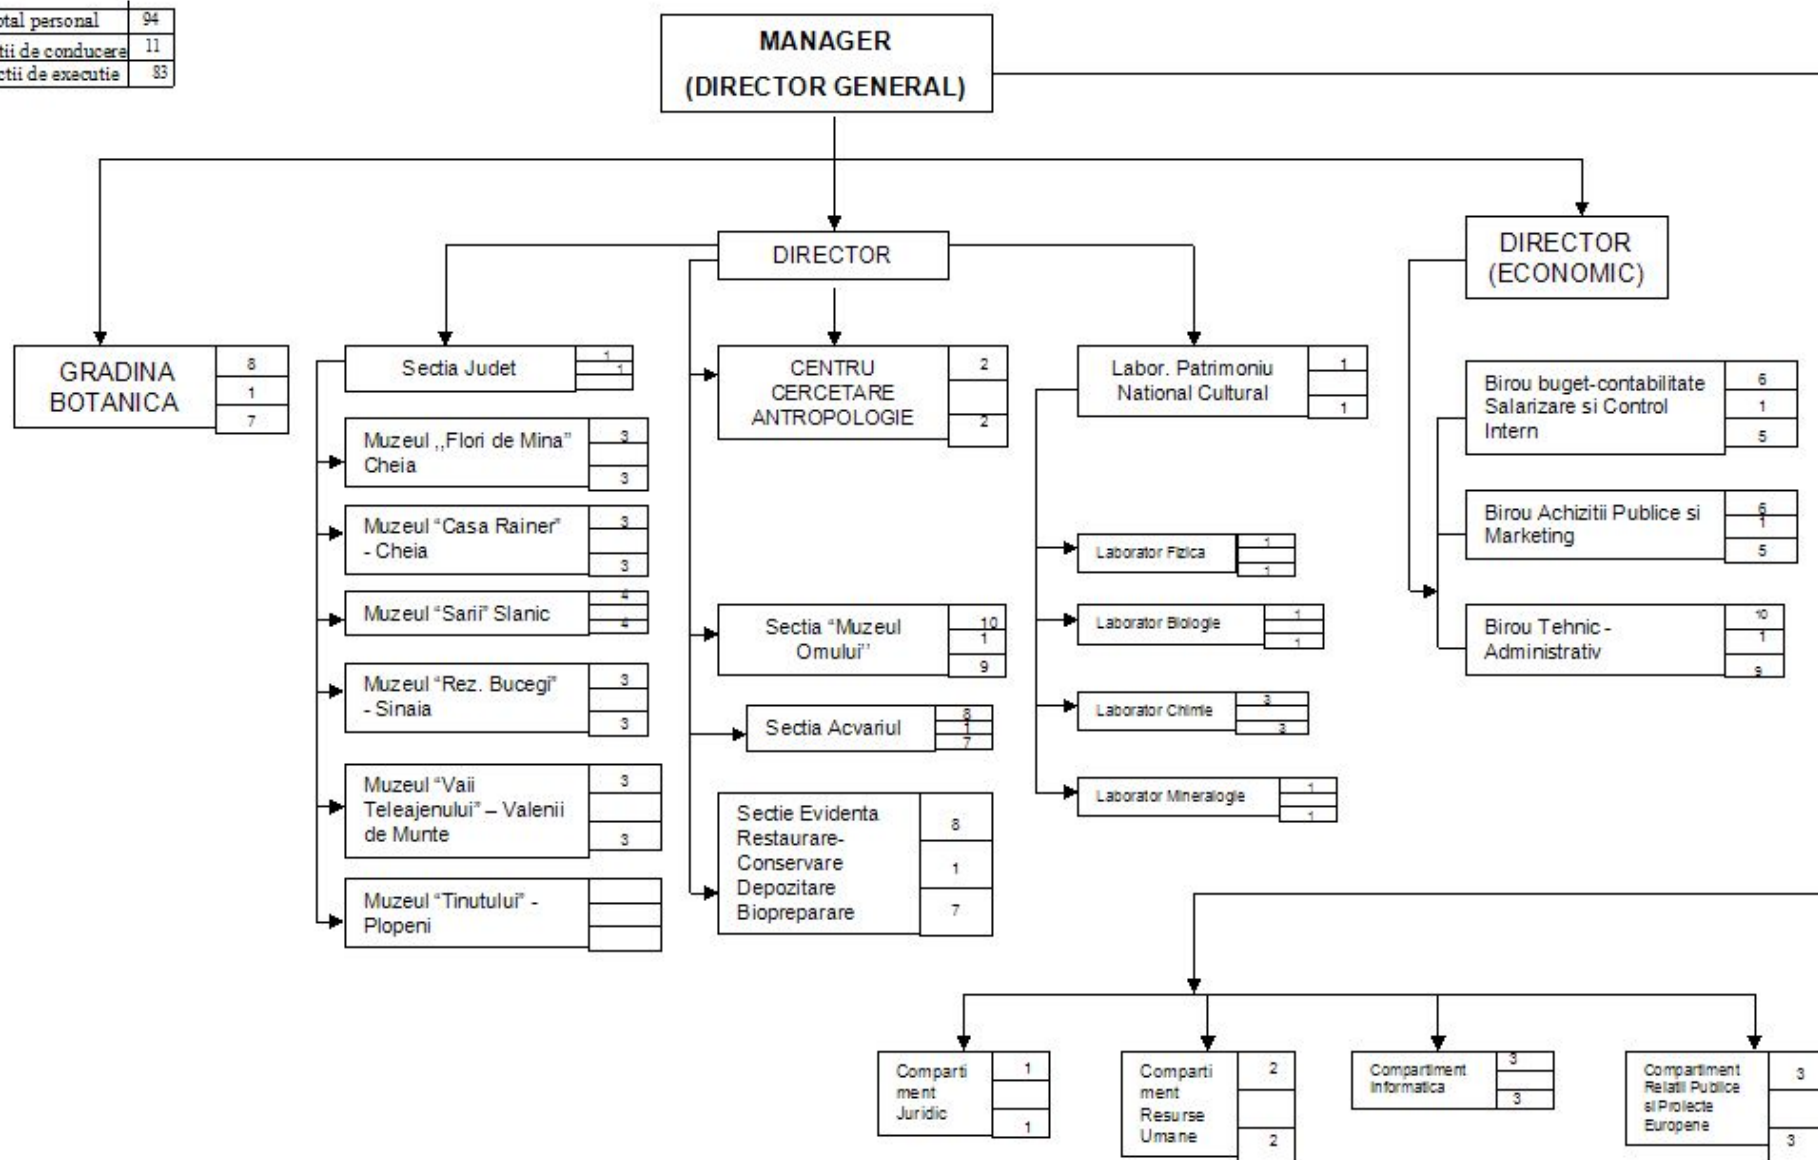 otal personal 94
tii de conducere 11
ctii de executie 83
MANAGER
(DIRECTOR GENERAL)
DIRECTOR
DIRECTOR
(ECONOMIC)
GRADINA
BOTANICA
8
1
7
Sectia Judet
1
1
Muzeul ,,Flori de Mina”
Cheia
3
3
Muzeul “Casa Rainer”
- Cheia
3
3
Muzeul “Sarii” Slanic
4
4
Muzeul “Rez. Bucegi”
- Sinaia
3
3
Muzeul “Vaii
Teleajenului” – Valenii
de Munte
3
3
Muzeul “Tinutului” -
Plopeni
CENTRU
CERCETARE
ANTROPOLOGIE
2
2
Sectia “Muzeul
Omului’’
10
1
9
Sectia Acvariul
8
1
7
Sectie Evidenta
Restaurare-
Conservare
Depozitare
Biopreparare
8
1
7
Labor. Patrimoniu
National Cultural
1
1
Laborator Fizica
1
1
Laborator Biologie
1
1
Laborator Chimie
3
3
Laborator Mineralogie
1
1
Birou buget-contabilitate
Salarizare si Control
Intern
6
1
5
Birou Achizitii Publice si
Marketing
6
1
5
Birou Tehnic -
Administrativ
10
1
9
Comparti
ment
Juridic
1
1
Comparti
ment
Resurse
Umane
2
2
Compartiment
Informatica
3
3
Compartiment
Relatii Publice
si Proiecte
Europene
3
3